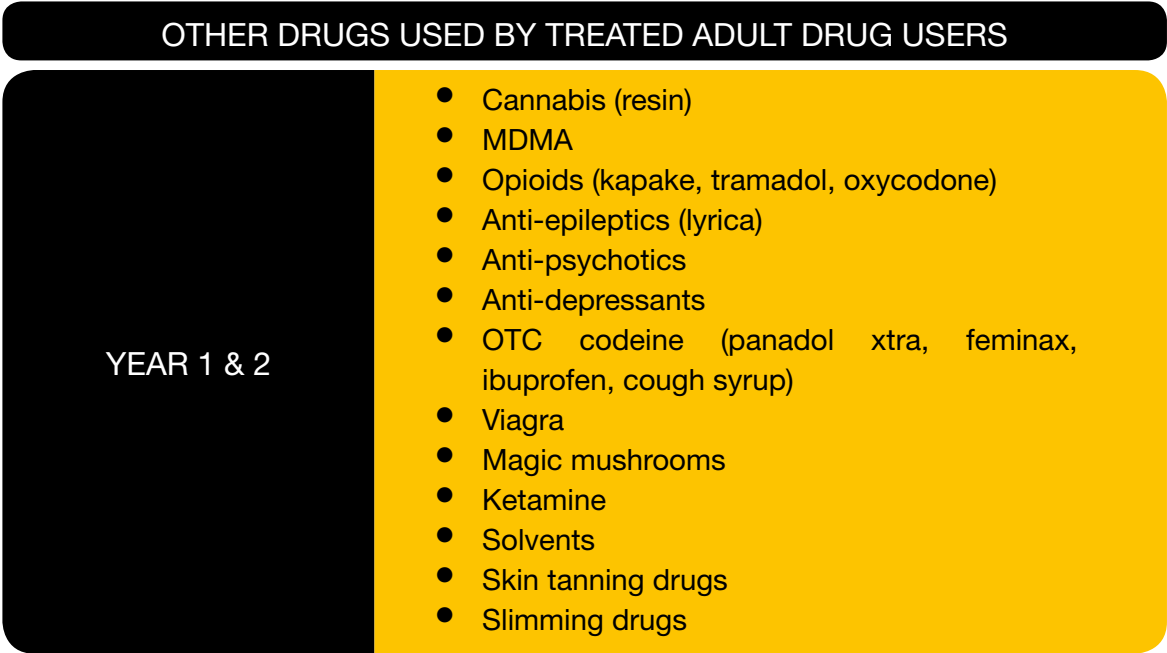 OTHER DRUGS USED BY TREATED ADULT DRUG USERS
YEAR 1 & 2
• Cannabis (resin)
• MDMA
• Opioids (kapake, tramadol, oxycodone)
• Anti-epileptics (lyrica)
• Anti-psychotics
• Anti-depressants
• OTC codeine (panadol xtra, feminax,
ibuprofen, cough syrup)
• Viagra
• Magic mushrooms
• Ketamine
• Solvents
• Skin tanning drugs
• Slimming drugs